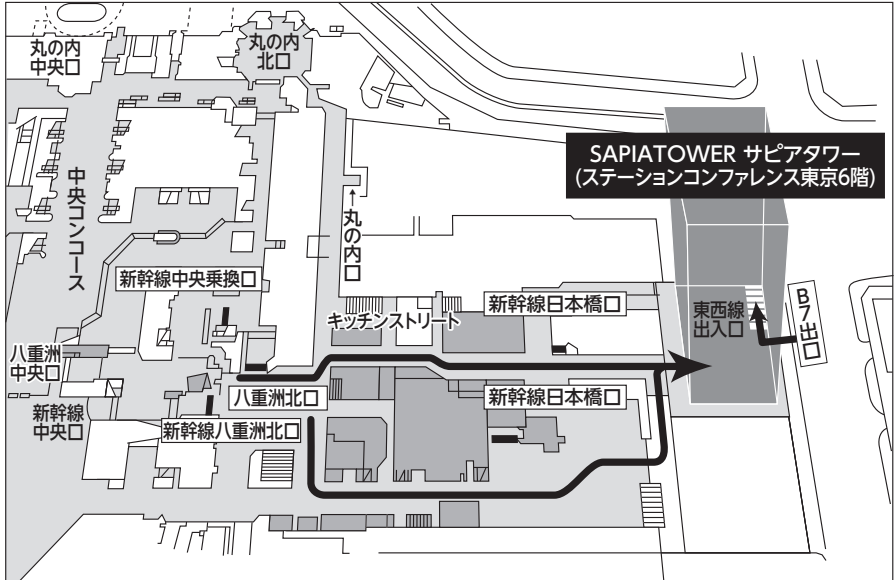 丸の内
中央口
丸の内
北口
SAPIATOWER サピアタワー
(ステーションコンファレンス東京6階)
中央コンコース
←丸の内口
新幹線中央乗換口
新幹線日本橋口
キッチンストリート
東西線
出入口
B7出口
八重洲
中央口
八重洲北口
新幹線日本橋口
新幹線
中央口
新幹線八重洲北口